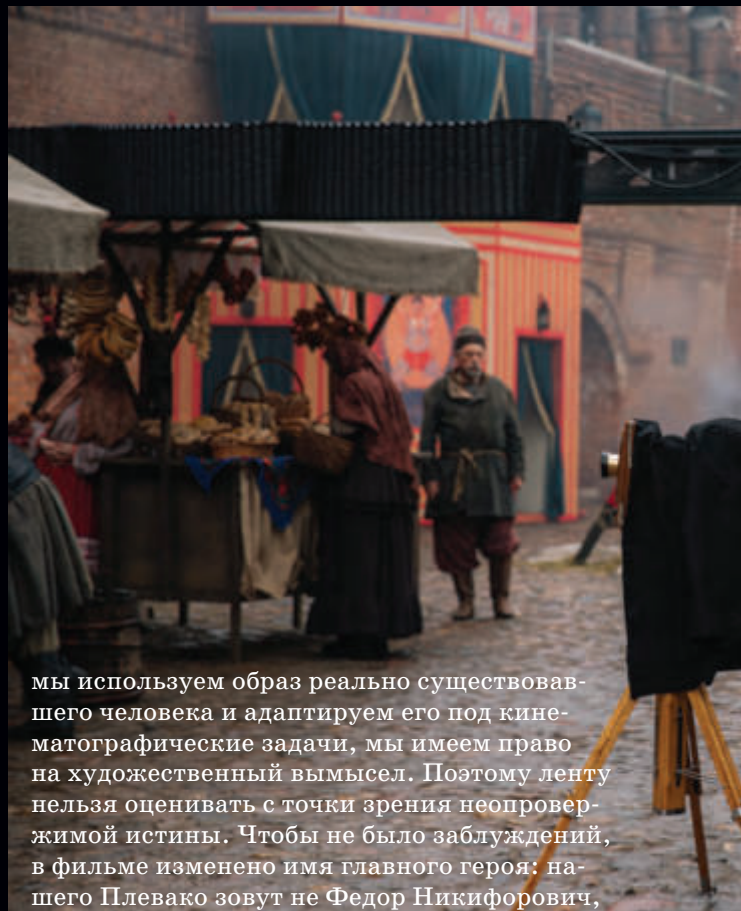 мы используем образ реально существовав-
шего человека и адаптируем его под кине-
матографические задачи, мы имеем право
на художественный вымысел. Поэтому ленту
нельзя оценивать с точки зрения неопровер-
жимой истины. Чтобы не было заблуждений,
в фильме изменено имя главного героя: на-
шего Плевако зовут не Федор Никифорович,